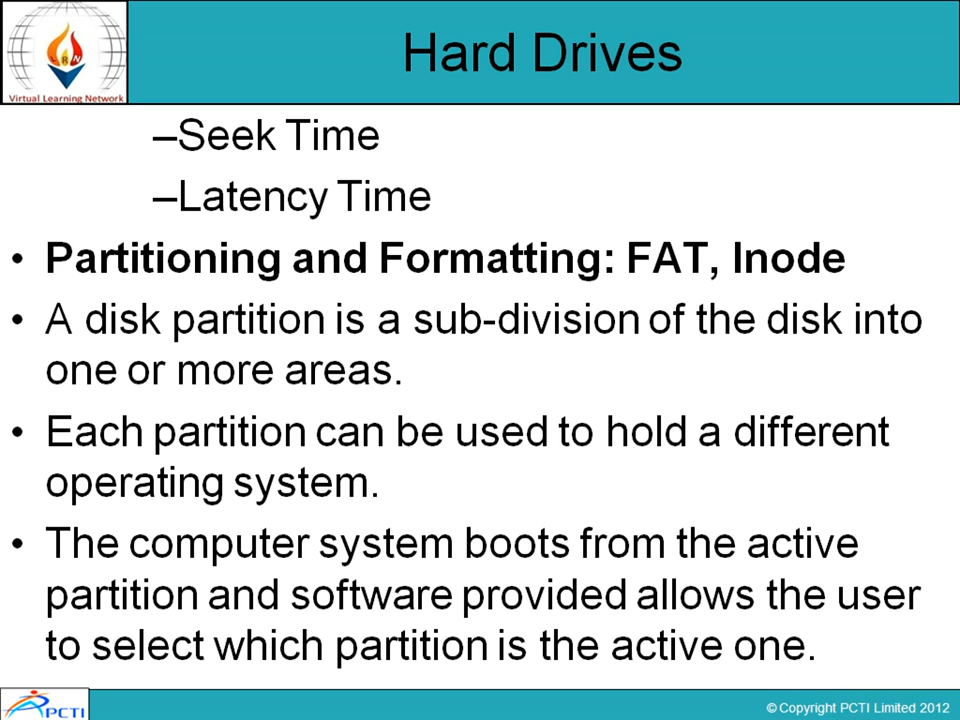 Hard Drives
RN
Virtual Learning Network
–Seek Time
–Latency Time
• Partitioning and Formatting: FAT, Inode
• A disk partition is a sub-division of the disk into
one or more areas.
• Each partition can be used to hold a different
operating system.
• The computer system boots from the active
partition and software provided allows the user
to select which partition is the active one.
PCTI
© Copyright PCTI Limited 2012